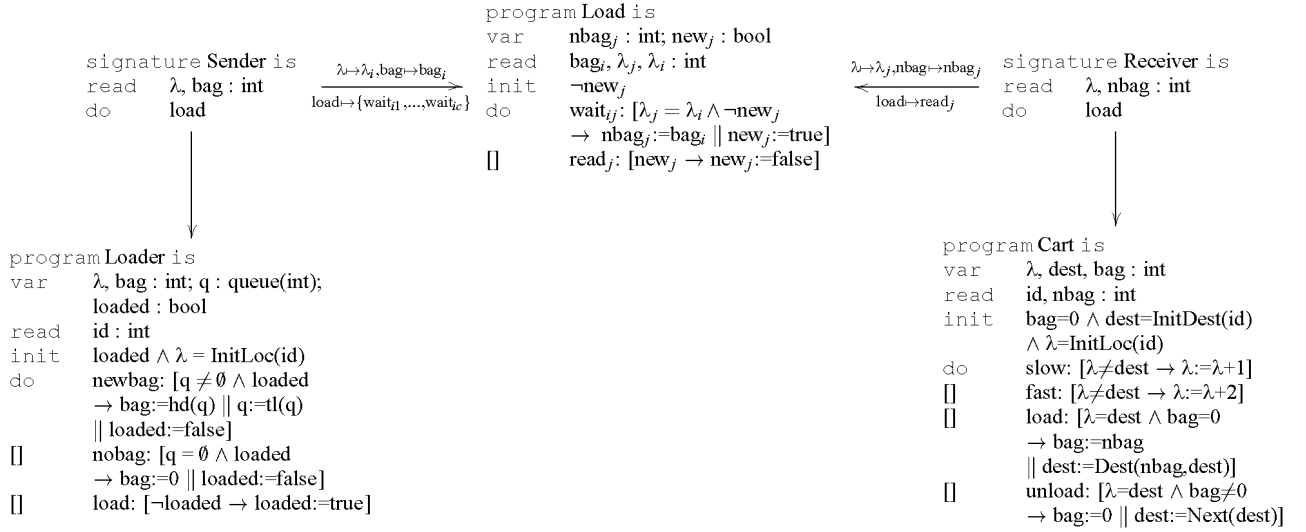 program Load is
var nbag_j : int; new_j : bool
read bag_i, λ_j, λ_i : int
init ¬new_j
do wait_ij: [λ_j = λ_i ∧ ¬new_j
→ nbag_j:=bag_i || new_j:=true]
[] read_j: [new_j → new_j:=false]
signature Sender is
read λ, bag : int
do load
λ↦λ_i,bag↦bag_i
load↦{wait_i1,...,wait_ic}
λ↦λ_j,nbag↦nbag_j
load↦read_j
signature Receiver is
read λ, nbag : int
do load
program Loader is
var λ, bag : int; q : queue(int);
loaded : bool
read id : int
init loaded ∧ λ = InitLoc(id)
do newbag: [q ≠ ∅ ∧ loaded
→ bag:=hd(q) || q:=tl(q)
|| loaded:=false]
[] nobag: [q = ∅ ∧ loaded
→ bag:=0 || loaded:=false]
[] load: [¬loaded → loaded:=true]
program Cart is
var λ, dest, bag : int
read id, nbag : int
init bag=0 ∧ dest=InitDest(id)
∧ λ=InitLoc(id)
do slow: [λ≠dest → λ:=λ+1]
[] fast: [λ≠dest → λ:=λ+2]
[] load: [λ=dest ∧ bag=0
→ bag:=nbag
|| dest:=Dest(nbag,dest)]
[] unload: [λ=dest ∧ bag≠0
→ bag:=0 || dest:=Next(dest)]